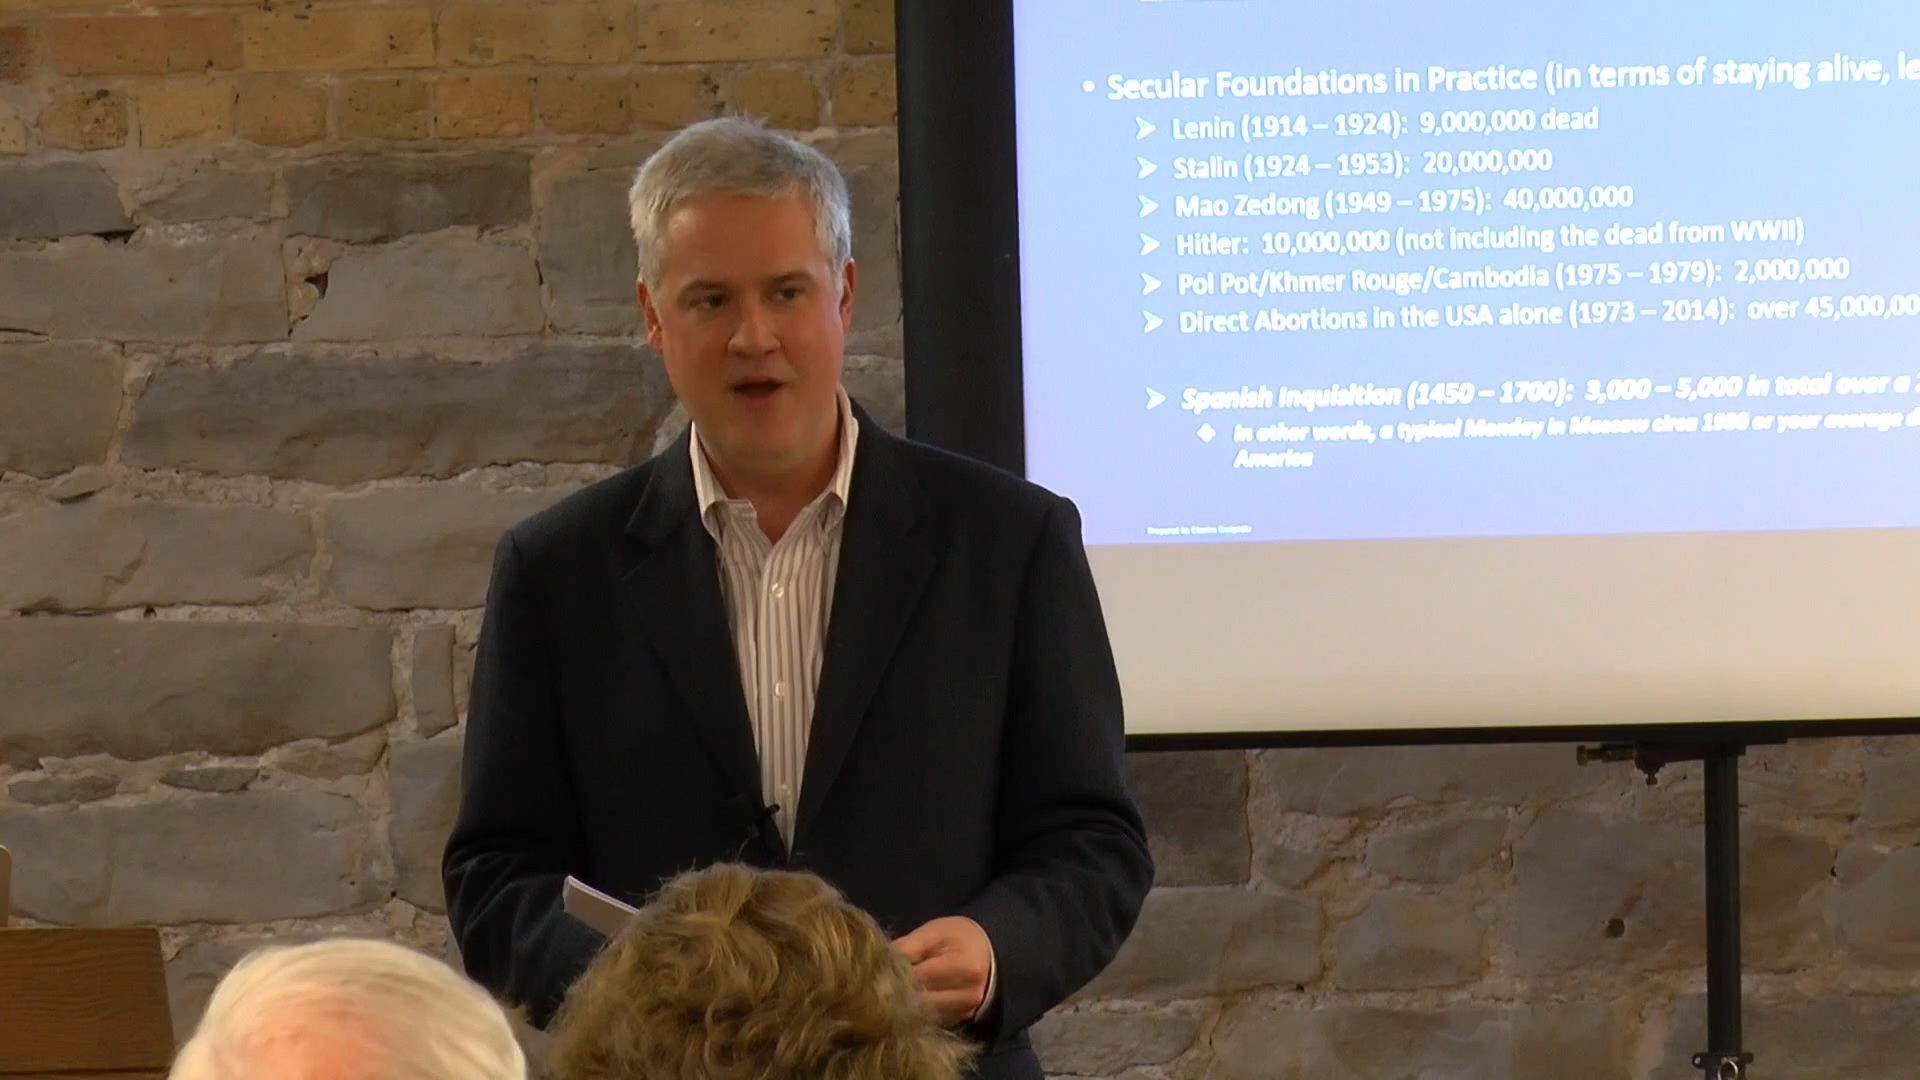 • Secular Foundations in Practice (in terms of staying alive, le
➢ Lenin (1914 – 1924): 9,000,000 dead
➢ Stalin (1924 – 1953): 20,000,000
➢ Mao Zedong (1949 – 1975): 40,000,000
➢ Hitler: 10,000,000 (not including the dead from WWII)
➢ Pol Pot/Khmer Rouge/Cambodia (1975 – 1979): 2,000,000
➢ Direct Abortions in the USA alone (1973 – 2014): over 45,000,00
➢ Spanish Inquisition (1450 – 1700): 3,000 – 5,000 in total over a
❖ In other words, a typical Monday in Moscow circa or your average d
America
Prepared by Charles